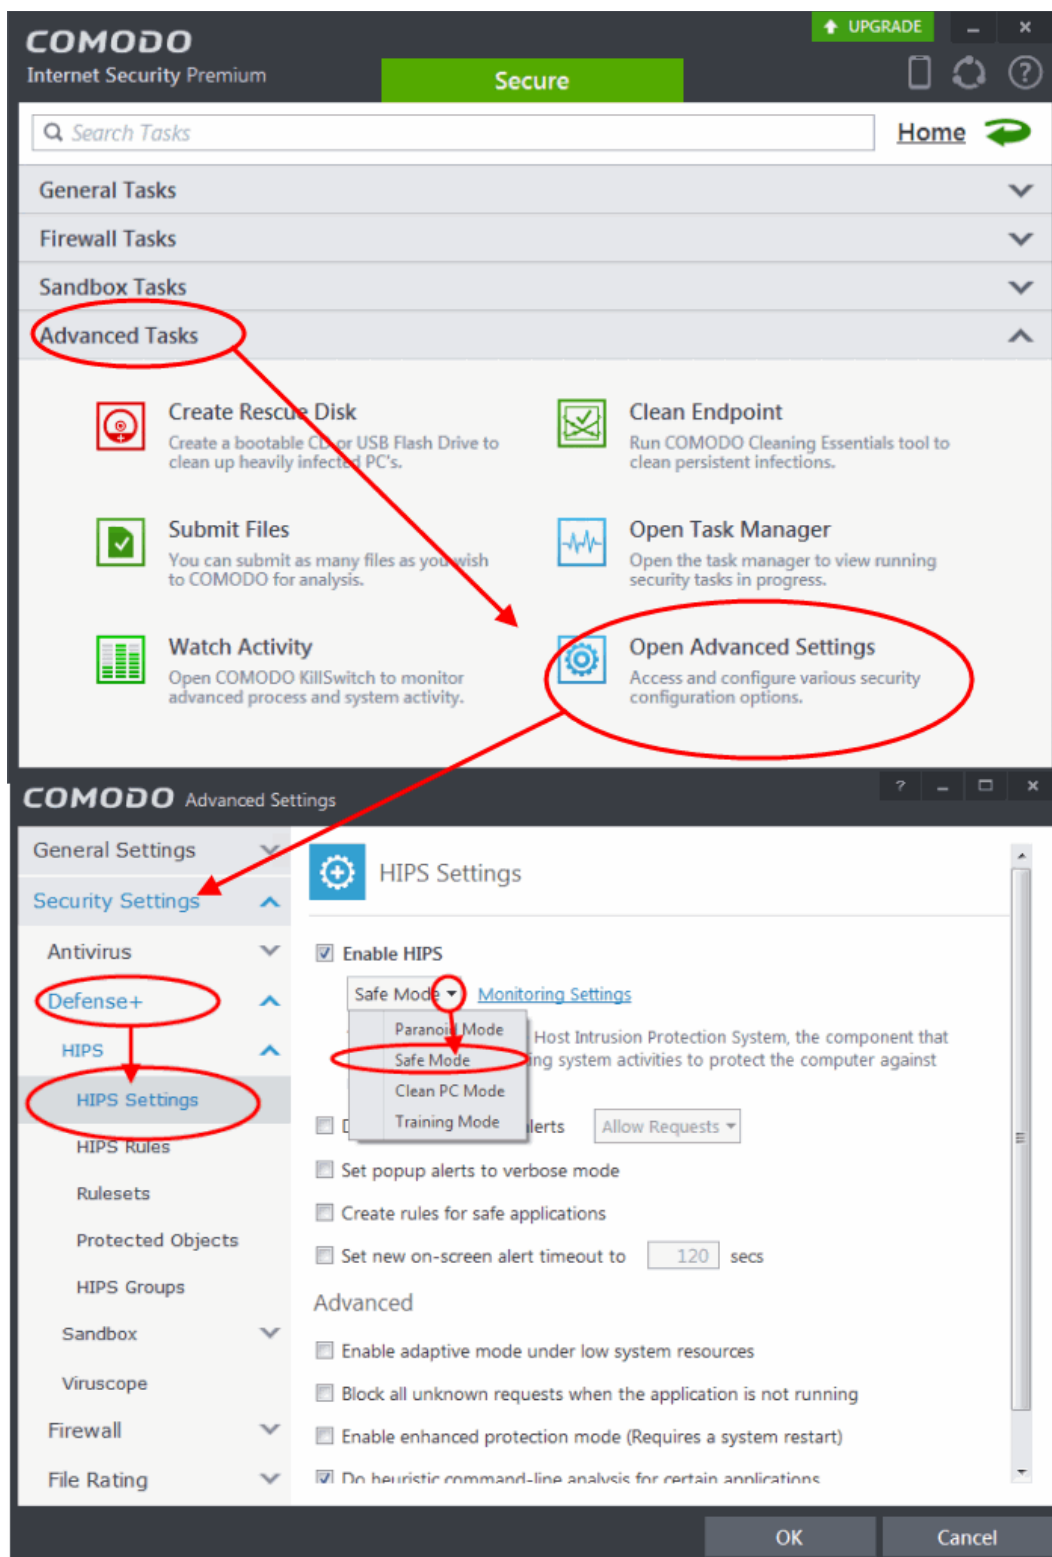 COMODO
Internet Security Premium
UPGRADE
Secure
Search Tasks
Home
General Tasks
Firewall Tasks
Sandbox Tasks
Advanced Tasks
Create Rescue Disk
Create a bootable CD or USB Flash Drive to
clean up heavily infected PC's.
Clean Endpoint
Run COMODO Cleaning Essentials tool to
clean persistent infections.
Submit Files
You can submit as many files as you wish
to COMODO for analysis.
Open Task Manager
Open the task manager to view running
security tasks in progress.
Watch Activity
Open COMODO KillSwitch to monitor
advanced process and system activity.
Open Advanced Settings
Access and configure various security
configuration options.
COMODO Advanced Settings
General Settings
Security Settings
Antivirus
Defense+
HIPS
HIPS Settings
HIPS Rules
Rulesets
Protected Objects
HIPS Groups
Sandbox
Viruscope
Firewall
File Rating
HIPS Settings
Enable HIPS
Safe Mode Monitoring Settings
Paranoid Mode
Safe Mode
Clean PC Mode
Training Mode
Host Intrusion Protection System, the component that
ing system activities to protect the computer against
D lerts Allow Requests
Set popup alerts to verbose mode
Create rules for safe applications
Set new on-screen alert timeout to 120 secs
Advanced
Enable adaptive mode under low system resources
Block all unknown requests when the application is not running
Enable enhanced protection mode (Requires a system restart)
Do heuristic command-line analysis for certain applications
OK Cancel